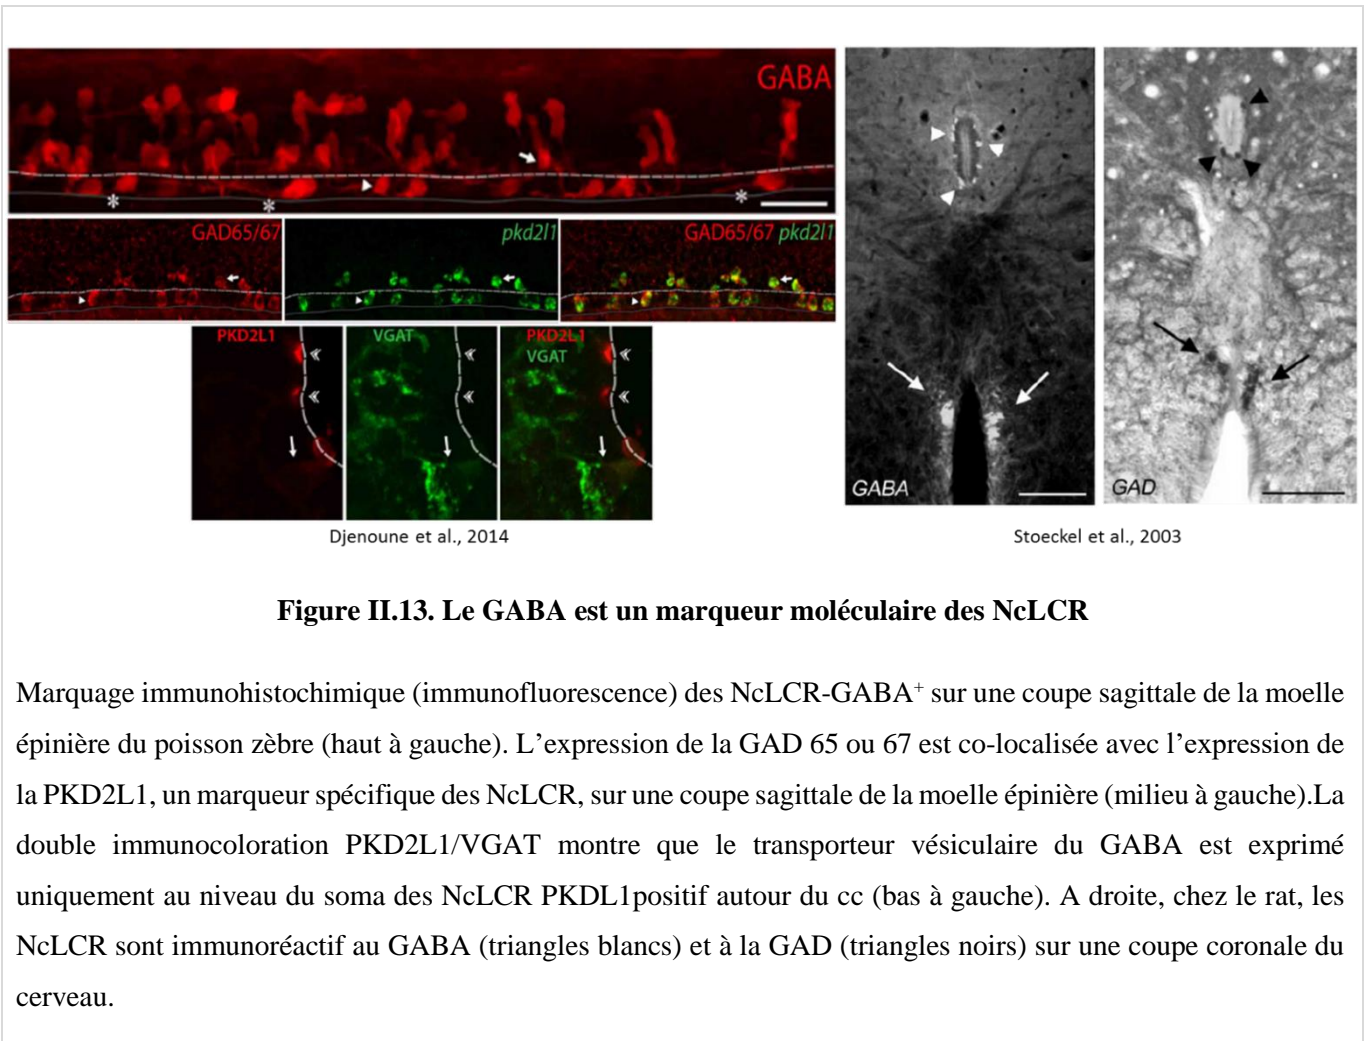 GABA
GAD65/67
pkd2l1
GAD65/67 pkd2l1
PKD2L1
VGAT
PKD2L1
VGAT
GABA
GAD
Djenoune et al., 2014
Stoeckel et al., 2003
Figure II.13. Le GABA est un marqueur moléculaire des NcLCR
Marquage immunohistochimique (immunofluorescence) des NcLCR-GABA+ sur une coupe sagittale de la moelle
épinière du poisson zèbre (haut à gauche). L’expression de la GAD 65 ou 67 est co-localisée avec l’expression de
la PKD2L1, un marqueur spécifique des NcLCR, sur une coupe sagittale de la moelle épinière (milieu à gauche).La
double immunocoloration PKD2L1/VGAT montre que le transporteur vésiculaire du GABA est exprimé
uniquement au niveau du soma des NcLCR PKDL1positif autour du cc (bas à gauche). A droite, chez le rat, les
NcLCR sont immunoréactif au GABA (triangles blancs) et à la GAD (triangles noirs) sur une coupe coronale du
cerveau.